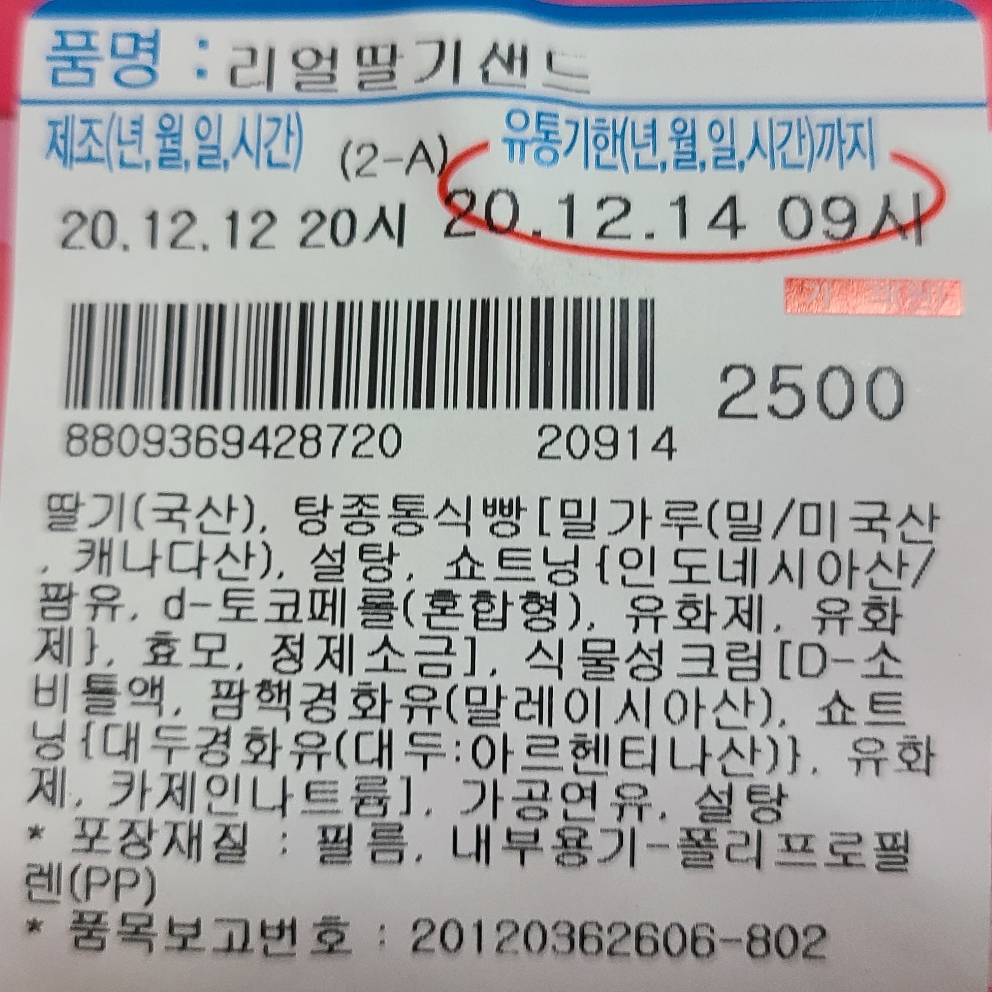 품명 : 리얼딸기샌드
제조(년,월,일,시간) (2-A) 유통기한(년,월,일,시간)까지
20.12.12 20시 20.12.14 09시
2500
8809369428720 20914
딸기(국산), 탕종통식빵[밀가루(밀/미국산
, 캐나다산), 설탕, 쇼트닝{인도네시아산/
팜유, d-토코페롤(혼합형), 유화제, 유화
제}, 효모, 정제소금], 식물성크림[D-소
비톨액, 팜핵경화유(말레이시아산), 쇼트
닝{대두경화유(대두:아르헨티나산)}, 유화
제, 카제인나트륨], 가공연유, 설탕
* 포장재질 : 필름, 내부용기-폴리프로필
렌(PP)
* 품목보고번호 : 20120362606-802